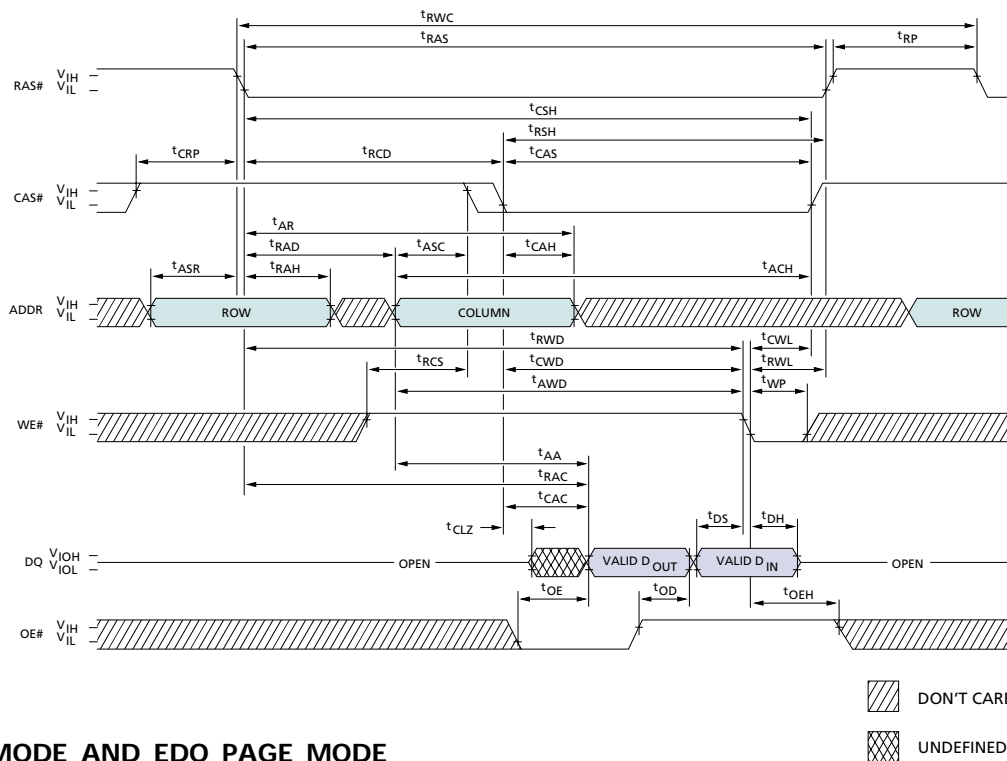 tRWC
tRAS
tRP
RAS# VIH
VIL
tCSH
tRSH
tCRP
tRCD
tCAS
CAS# VIH
VIL
tAR
tRAD
tASC
tCAH
tASR
tRAH
tACH
ADDR VIH
VIL
ROW
COLUMN
ROW
tRWD
tCWL
tRCS
tCWD
tRWL
tAWD
tWP
WE# VIH
VIL
tAA
tRAC
tCAC
tCLZ
tDS
tDH
DQ VIOH
VIOL
OPEN
VALID DOUT
VALID DIN
OPEN
tOE
tOD
tOEH
OE# VIH
VIL
DON'T CARE
UNDEFINED
MODE AND EDO PAGE MODE